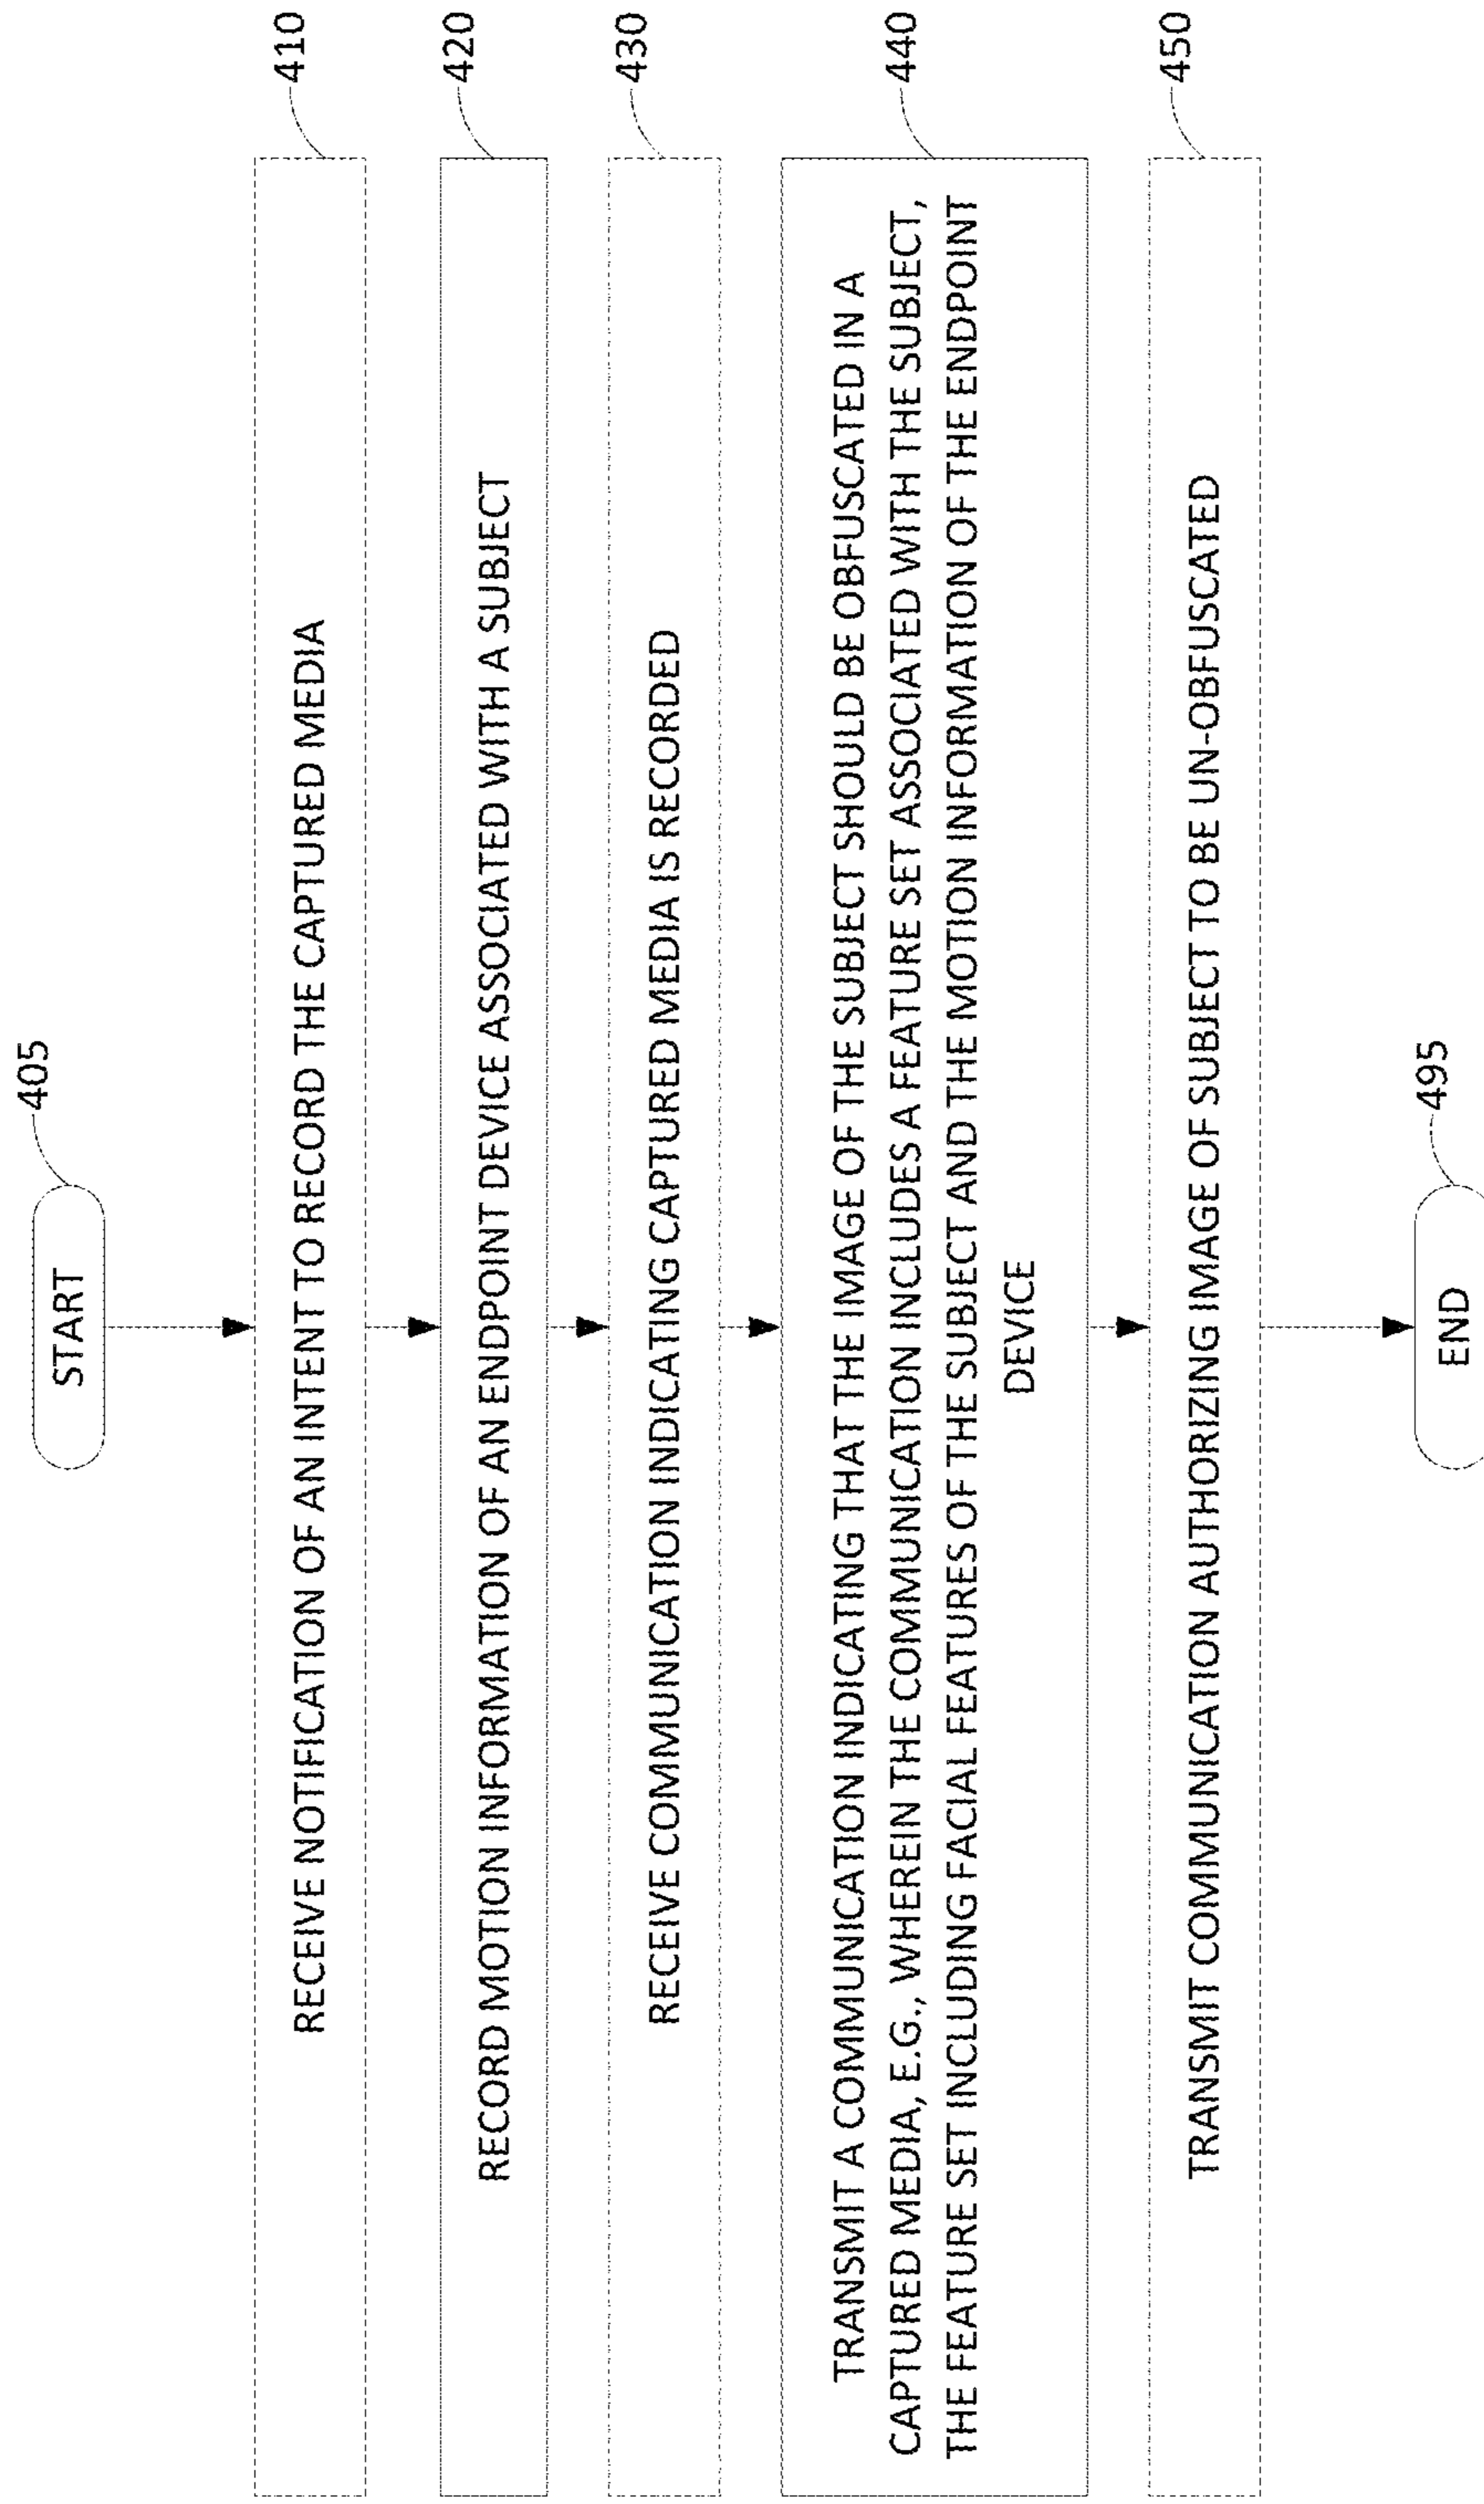 405
START
410
RECEIVE NOTIFICATION OF AN INTENT TO RECORD THE CAPTURED MEDIA
420
RECORD MOTION INFORMATION OF AN ENDPOINT DEVICE ASSOCIATED WITH A SUBJECT
430
RECEIVE COMMUNICATION INDICATING CAPTURED MEDIA IS RECORDED
440
TRANSMIT A COMMUNICATION INDICATING THAT THE IMAGE OF THE SUBJECT SHOULD BE OBFUSCATED IN A
CAPTURED MEDIA, E.G., WHEREIN THE COMMUNICATION INCLUDES A FEATURE SET ASSOCIATED WITH THE SUBJECT,
THE FEATURE SET INCLUDING FACIAL FEATURES OF THE SUBJECT AND THE MOTION INFORMATION OF THE ENDPOINT
DEVICE
450
TRANSMIT COMMUNICATION AUTHORIZING IMAGE OF SUBJECT TO BE UN-OBFUSCATED
495
END